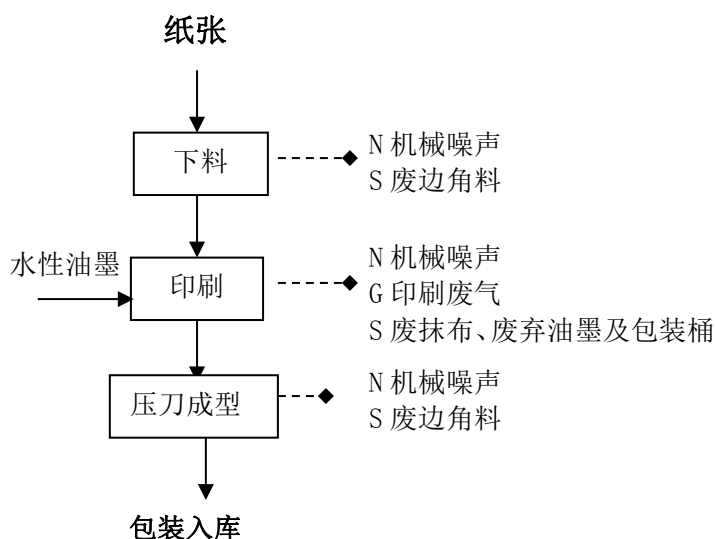 纸张
下料
N 机械噪声
S 废边角料
水性油墨
印刷
N 机械噪声
G 印刷废气
S 废抹布、废弃油墨及包装桶
压刀成型
N 机械噪声
S 废边角料
包装入库